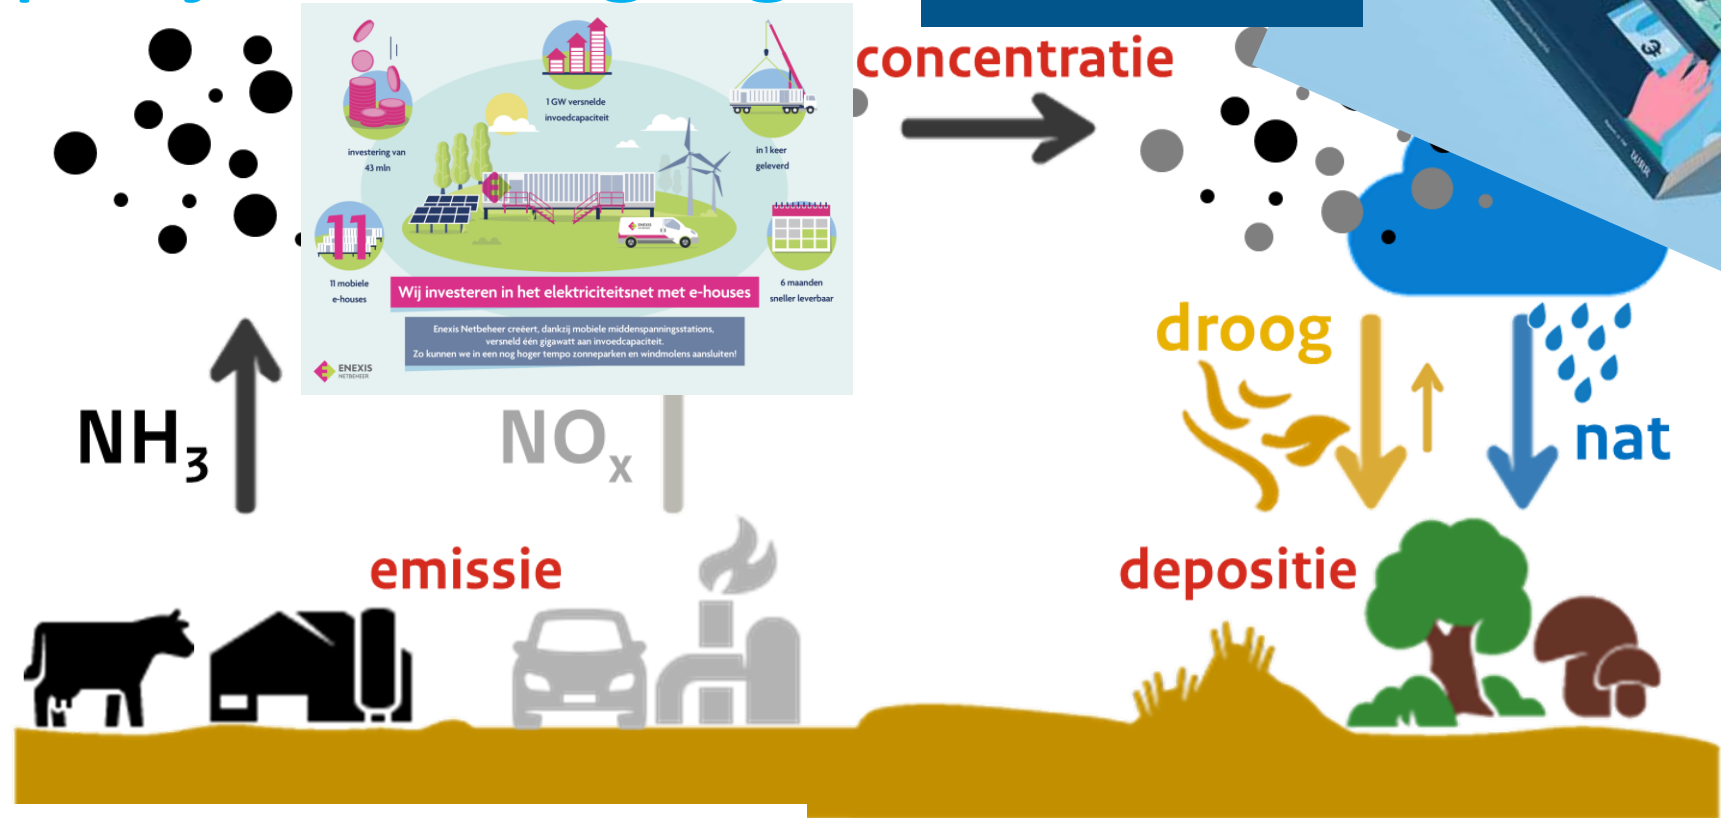 concentratie
investering van
43 mln
1 GW versnelde
invoedcapaciteit
in 1 keer
geleverd
11
11 mobiele
e-houses
6 maanden
sneller leverbaar
Wij investeren in het elektriciteitsnet met e-houses
Enexis Netbeheer creëert, dankzij mobiele middenspanningsstations,
versneld één gigawatt aan invoedcapaciteit.
Zo kunnen we in een nog hoger tempo zonneparken en windmolens aansluiten!
ENEXIS
NETBEHEER
ENEXIS
WRR
droog
nat
NH₃
NOₓ
emissie
depositie